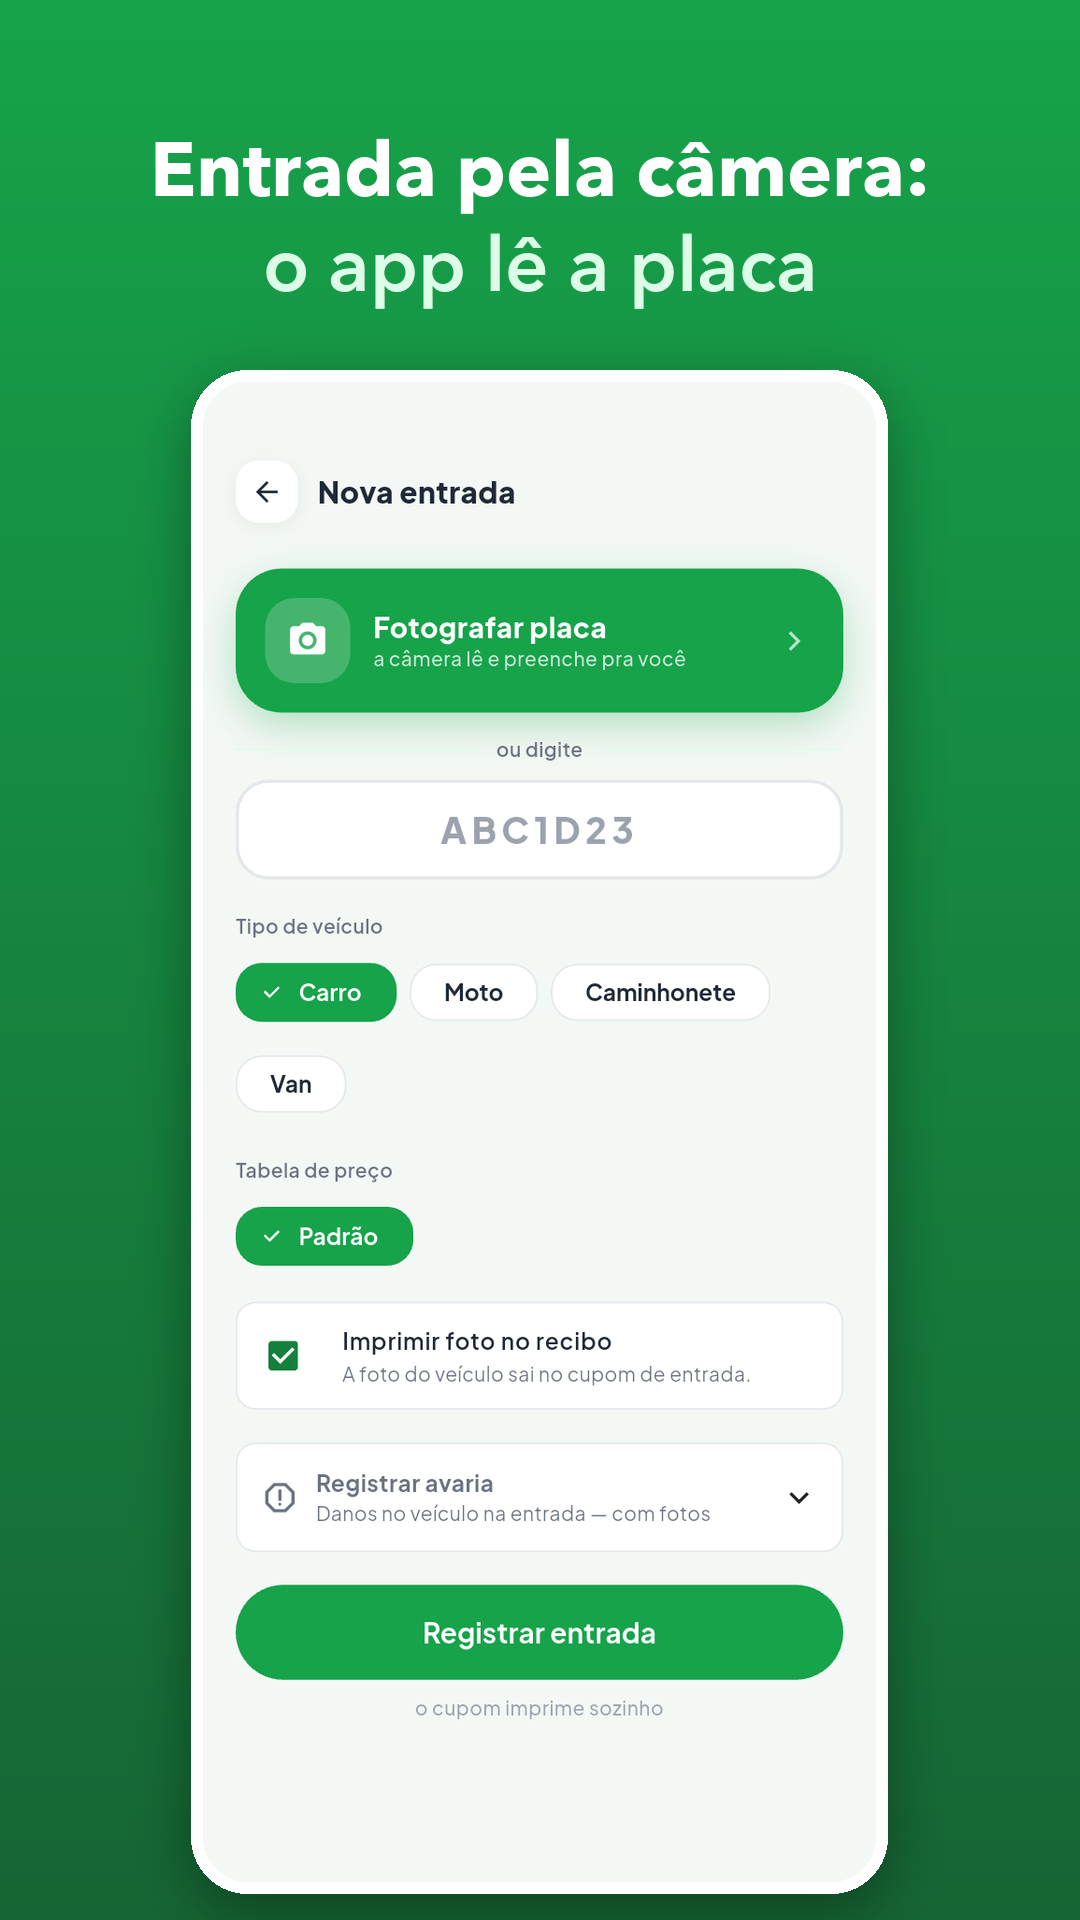 Entrada pela câmera:
o app lê a placa
Nova entrada
Fotografar placa
a câmera lê e preenche pra você
ou digite
ABC1D23
Tipo de veículo
Carro
Moto
Caminhonete
Van
Tabela de preço
Padrão
Imprimir foto no recibo
A foto do veículo sai no cupom de entrada.
Registrar avaria
Danos no veículo na entrada — com fotos
Registrar entrada
o cupom imprime sozinho